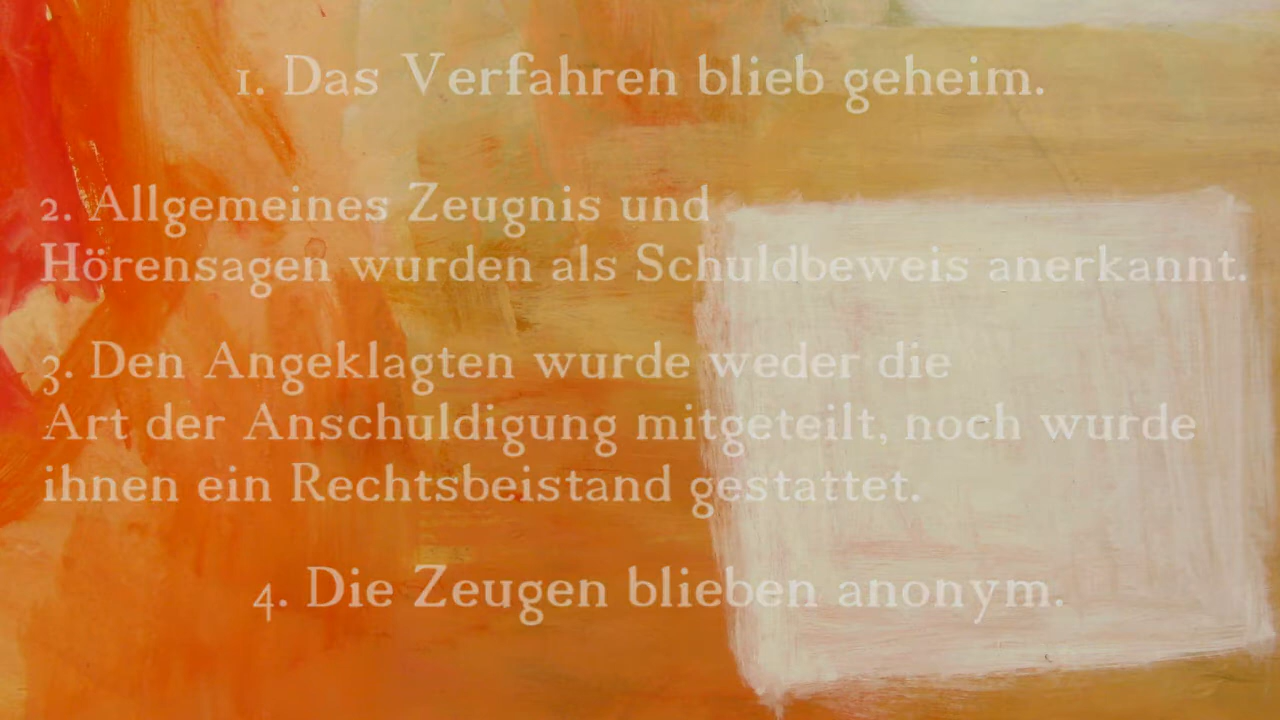 1. Das Verfahren blieb geheim.
2. Allgemeines Zeugnis und
Hörensagen wurden als Schuldbeweis anerkannt.
3. Den Angeklagten wurde weder die
Art der Anschuldigung mitgeteilt, noch wurde
ihnen ein Rechtsbeistand gestattet.
4. Die Zeugen blieben anonym.